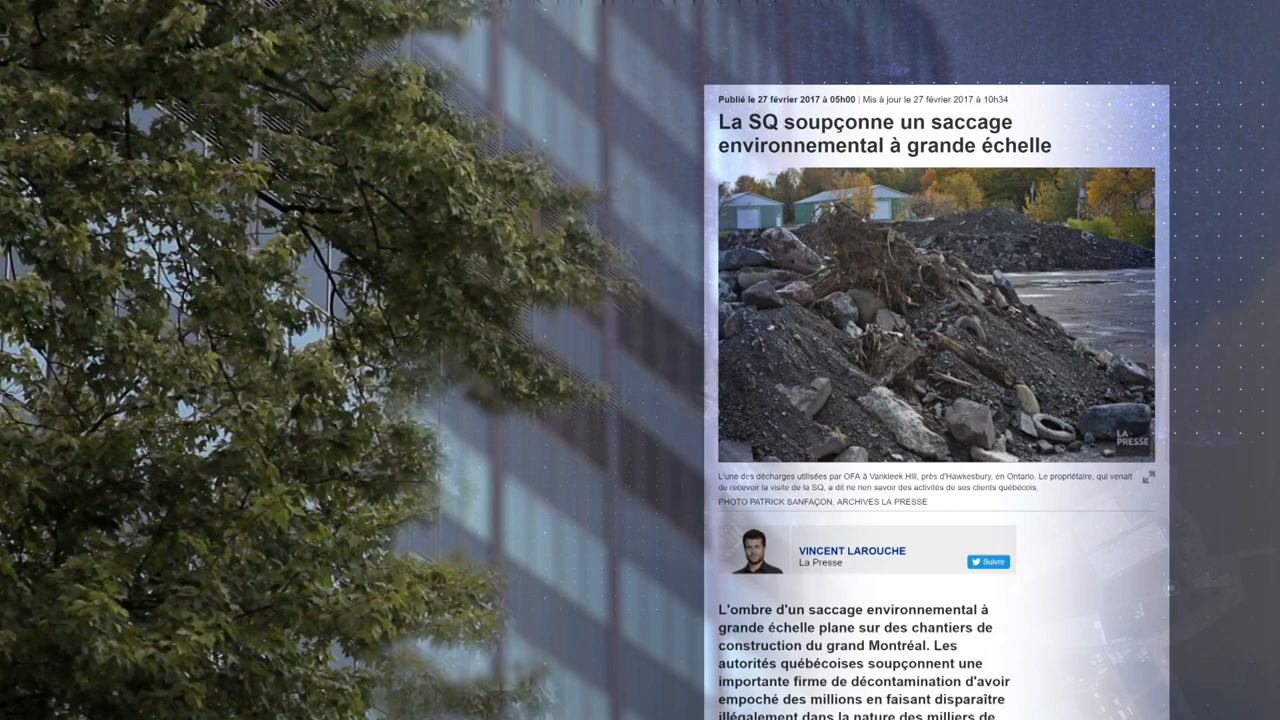 Publié le 27 février 2017 à 05h00 | Mis à jour le 27 février 2017 à 10h34
La SQ soupçonne un saccage
environnemental à grande échelle
LA
PRESSE
L'une des décharges utilisées par OFA à Vankleek Hill, près d'Hawkesbury, en Ontario. Le propriétaire, qui venait
de recevoir la visite de la SQ, a dit ne rien savoir des activités de ses clients québécois.
PHOTO PATRICK SANFAÇON, ARCHIVES LA PRESSE
VINCENT LAROUCHE
La Presse
Suivre
L'ombre d'un saccage environnemental à
grande échelle plane sur des chantiers de
construction du grand Montréal. Les
autorités québécoises soupçonnent une
importante firme de décontamination d'avoir
empoché des millions en faisant disparaître
illégalement dans la nature des milliers de